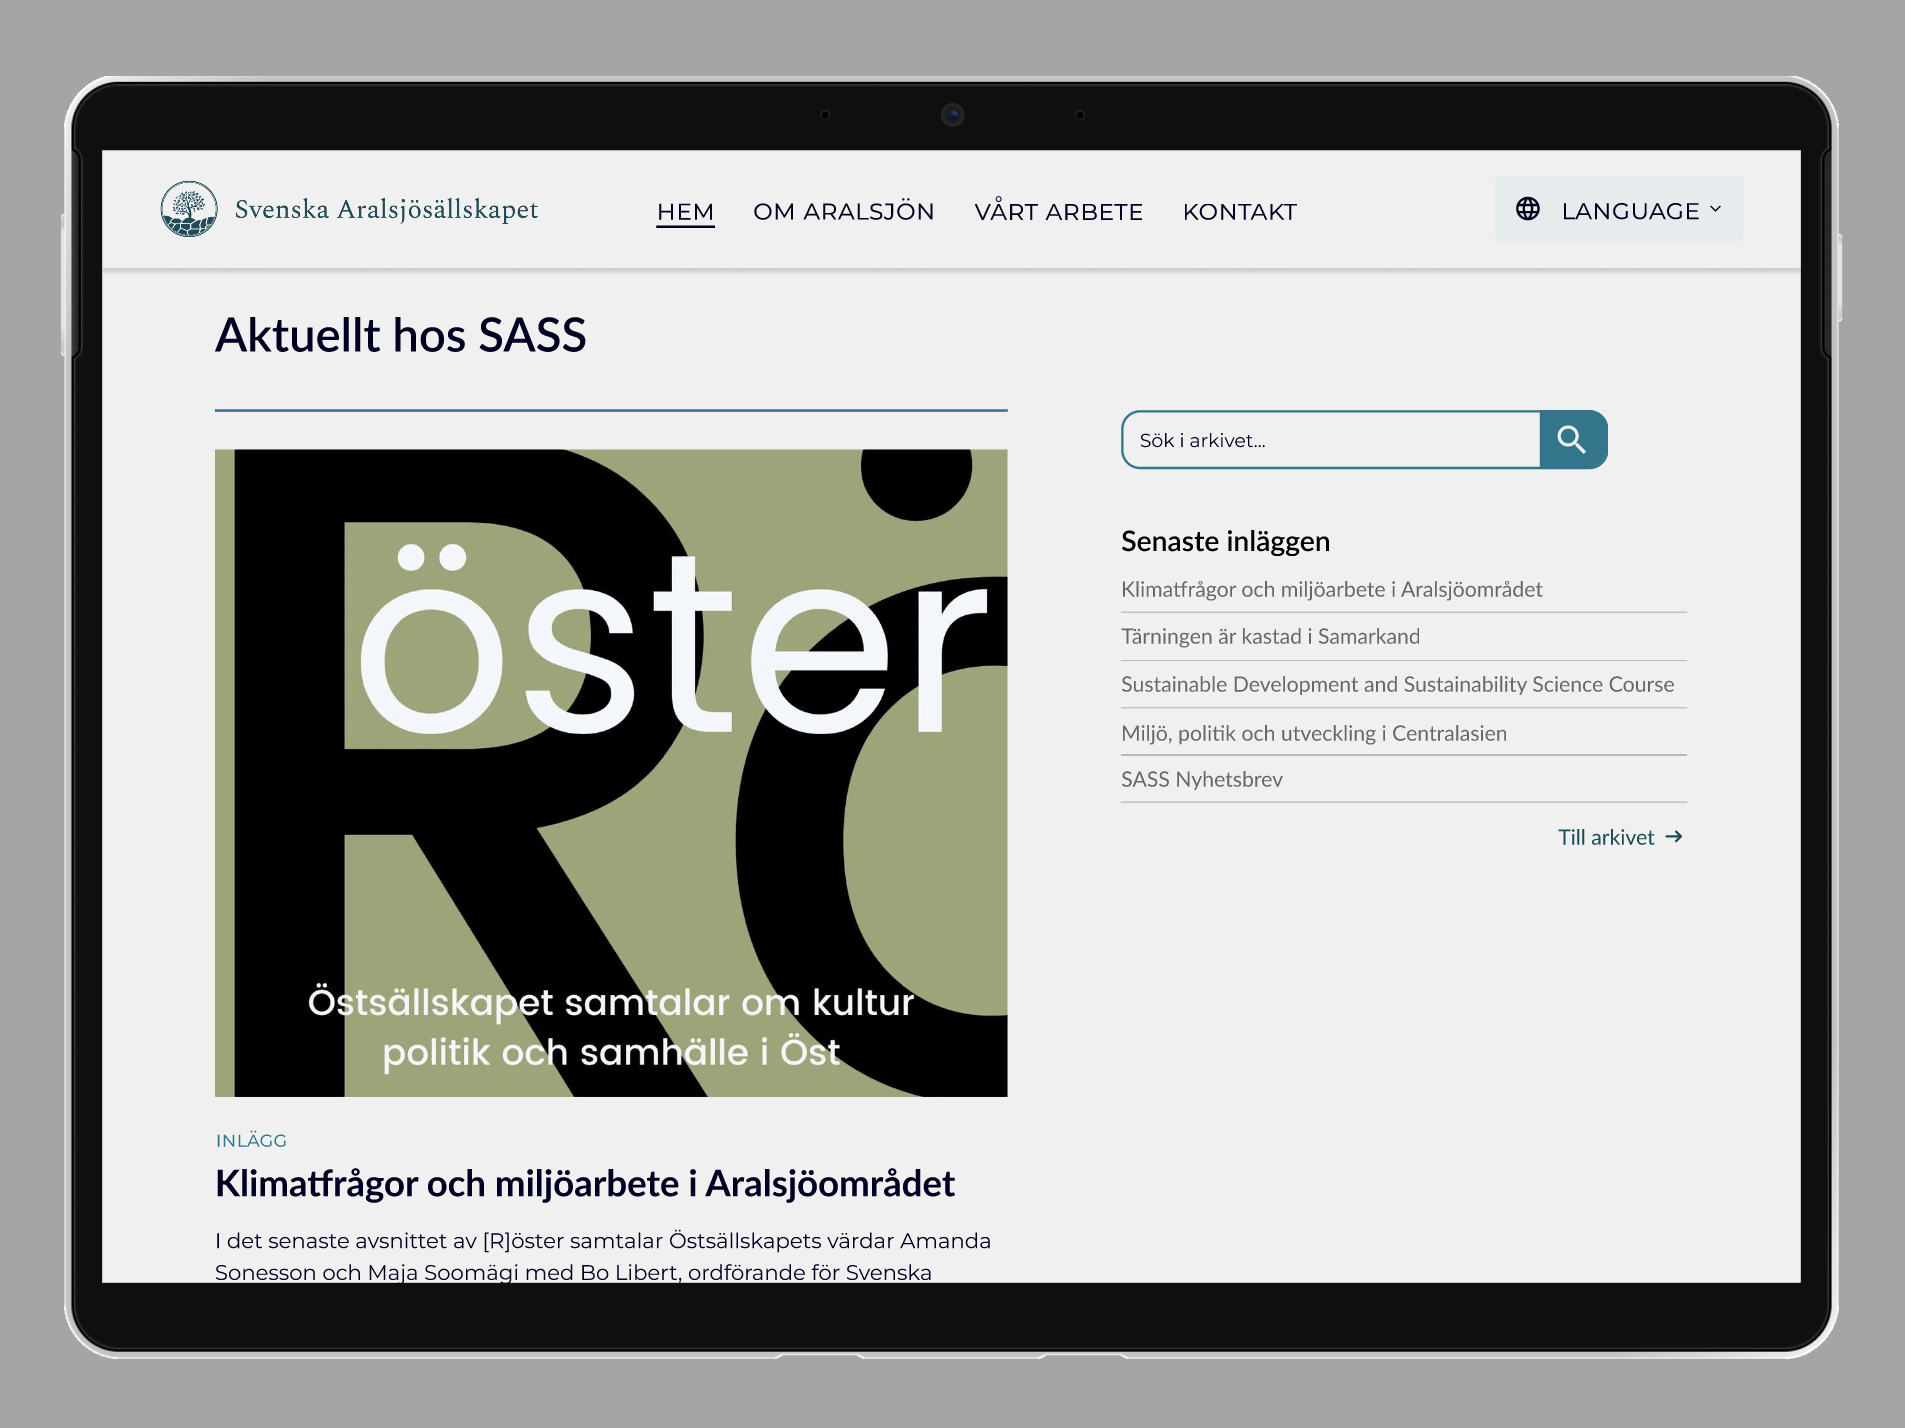 Svenska Aralsjösällskapet
HEM
OM ARALSJÖN
VÅRT ARBETE
KONTAKT
LANGUAGE
Aktuellt hos SASS
Rö
öster
Östsällskapet samtalar om kultur
politik och samhälle i Öst
INLÄGG
Klimatfrågor och miljöarbete i Aralsjöområdet
I det senaste avsnittet av [R]öster samtalar Östsällskapets värdar Amanda
Sonesson och Maja Soomägi med Bo Libert, ordförande för Svenska
Sök i arkivet...
Senaste inläggen
Klimatfrågor och miljöarbete i Aralsjöområdet
Tärningen är kastad i Samarkand
Sustainable Development and Sustainability Science Course
Miljö, politik och utveckling i Centralasien
SASS Nyhetsbrev
Till arkivet →